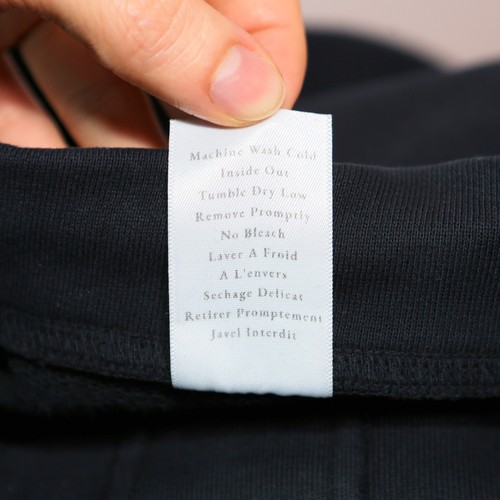 Machine Wash Cold
Inside Out
Tumble Dry Low
Remove Promptly
No Bleach
Laver A Froid
A L'envers
Sechage Delicat
Retirer Promptement
Javel Interdit